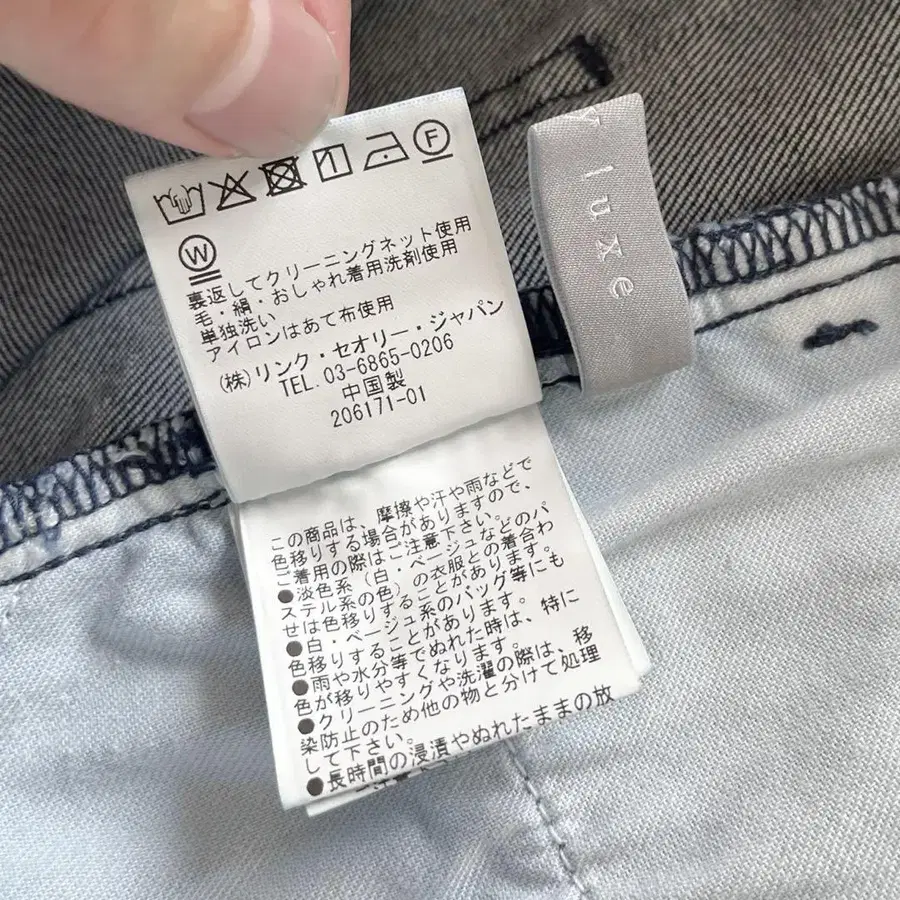 W
F
裏返してクリーニングネット使用
毛・絹・おしゃれ着用洗剤使用
単独洗い
アイロンはあて布使用
(株)リンク・セオリー・ジャパン
TEL. 03-6865-0206
中国製
206171-01
y luxe
この商品は、摩擦や汗や雨などで
色移りする場合がありますので、
ご着用の際はご注意下さい。
●淡色系（白・ベージュなどのパ
ステル系の色）の衣服との着合わ
せは色移りすることがあります。
●白・ベージュ系のバッグ等にも
色移りすることがあります。
●雨や水分等でぬれた時は、特に
色が移りやすくなります。
●クリーニングや洗濯の際は、移
染防止のため他の物と分けて処理
して下さい。
●長時間の浸漬やぬれたままの放